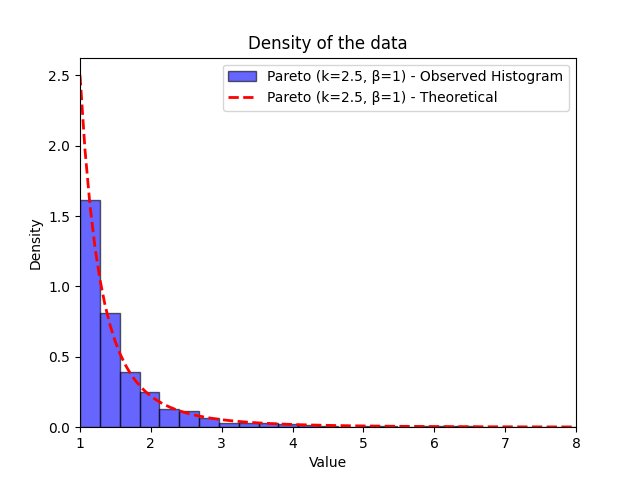 Density of the data
Pareto (k=2.5, β=1) - Observed Histogram
Pareto (k=2.5, β=1) - Theoretical
Density
2.5
2.0
1.5
1.0
0.5
0.0
1 2 3 4 5 6 7 8
Value